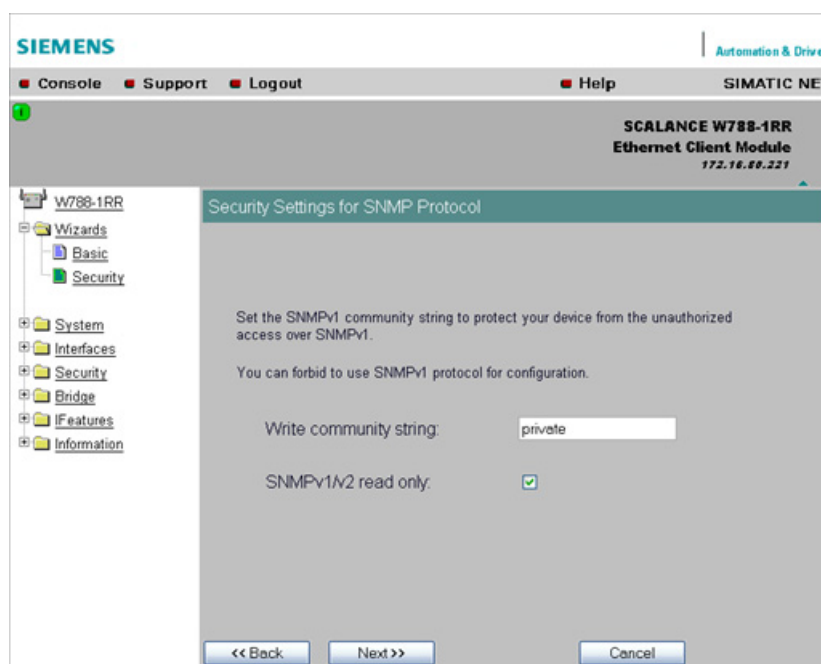 SIEMENS
Automation & Drive
Console Support Logout Help SIMATIC NE
SCALANCE W788-1RR
Ethernet Client Module
172.16.80.221
W788-1RR
Wizards
Basic
Security
System
Interfaces
Security
Bridge
IFeatures
Information
Security Settings for SNMP Protocol
Set the SNMPv1 community string to protect your device from the unauthorized
access over SNMPv1.
You can forbid to use SNMPv1 protocol for configuration.
Write community string: private
SNMPv1/v2 read only:
<< Back Next >> Cancel